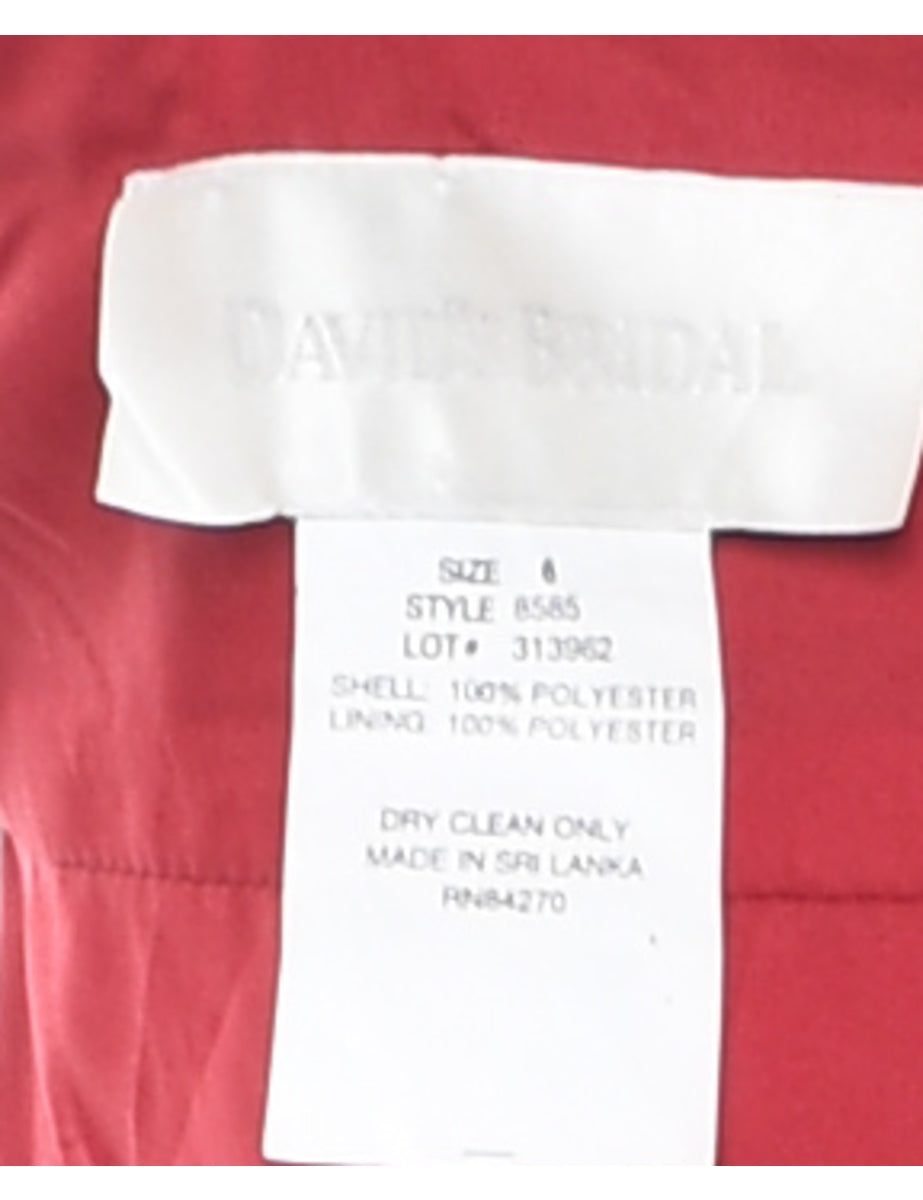 DAVID'S BRIDAL
SIZE 6
STYLE 8585
LOT# 313962
SHELL: 100% POLYESTER
LINING: 100% POLYESTER
DRY CLEAN ONLY
MADE IN SRI LANKA
RN84270